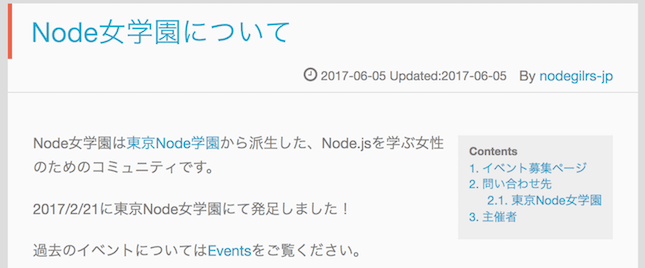 Node女学園について
2017-06-05 Updated:2017-06-05 By nodegilrs-jp
Node女学園は東京Node学園から派生した、Node.jsを学ぶ女性
のためのコミュニティです。
2017/2/21に東京Node女学園にて発足しました！
過去のイベントについてはEventsをご覧ください。
Contents
1. イベント募集ページ
2. 問い合わせ先
2.1. 東京Node女学園
3. 主催者